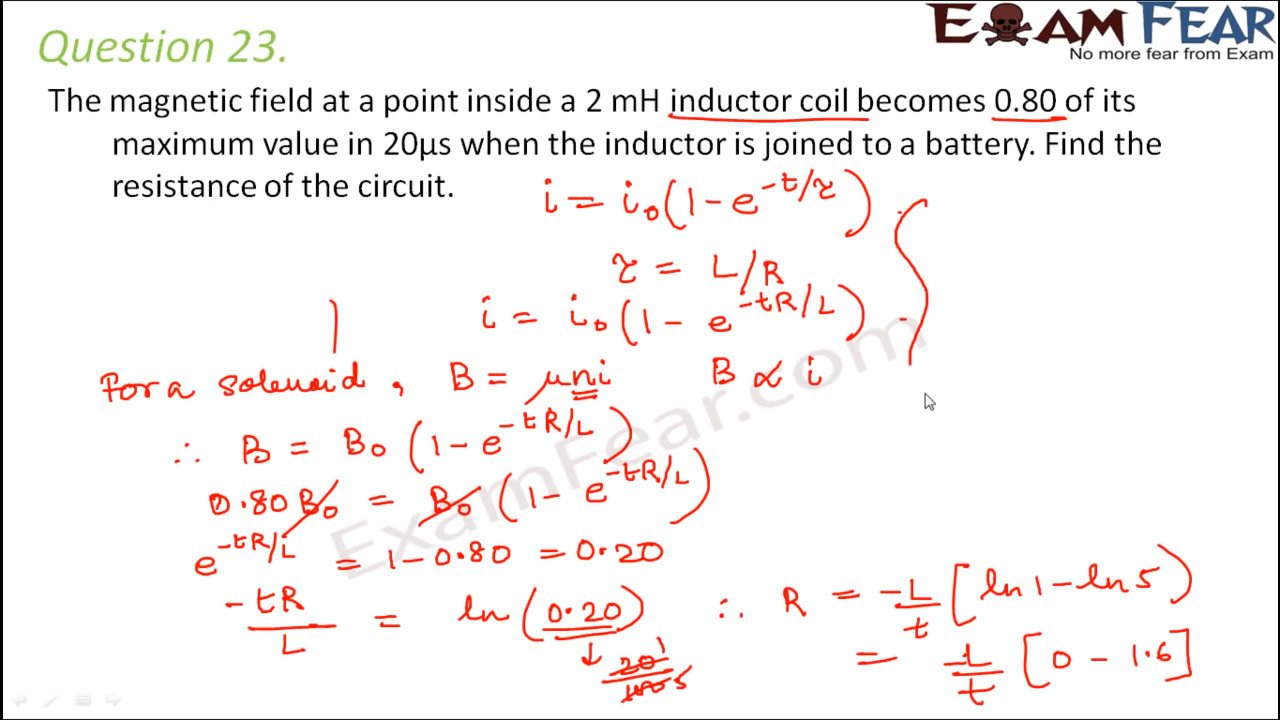 EXAM FEAR
No more fear from Exam
Question 23.
The magnetic field at a point inside a 2 mH inductor coil becomes 0.80 of its
maximum value in 20µs when the inductor is joined to a battery. Find the
resistance of the circuit.
i = i₀(1 - e^{-t/τ})
τ = L/R
i = i₀(1 - e^{-tR/L})
For a solenoid, B = μni B ∝ i
∴ B = B₀(1 - e^{-tR/L})
0.80 B₀ = B₀(1 - e^{-tR/L})
e^{-tR/L} = 1 - 0.80 = 0.20
-tR/L = ln(0.20) ∴ R = -L/t [ln 1 - ln 5)
↓ 20 1/100 5 = -L/t [0 - 1.6]
ExamFear.com